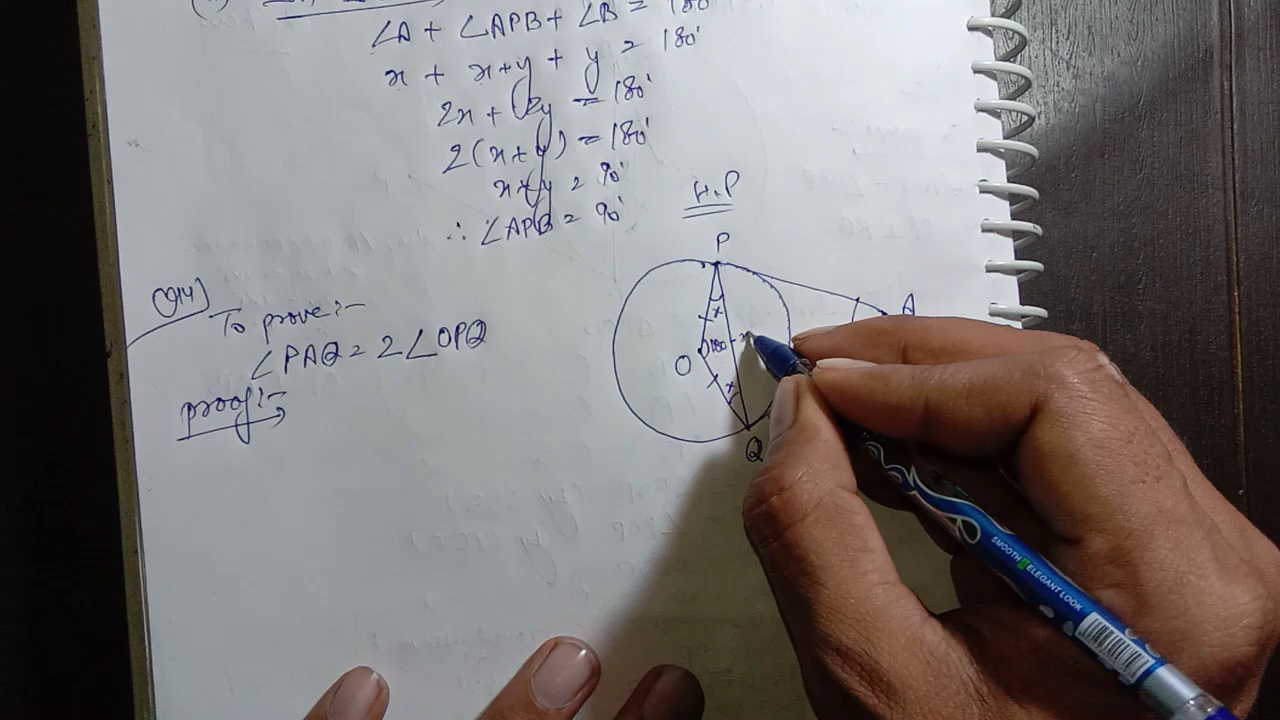 ∠A + ∠APB + ∠B = 180
x + x+y + y = 180°
2x + 2y = 180°
2(x+y) = 180°
x+y = 90°
∴ ∠APB = 90°
H.P
Q14)
To prove:-
∠PAQ = 2∠OPQ
proof:-
P
A
x
O
180-2x
x
Q
SMOOTH ELEGANT LOOK